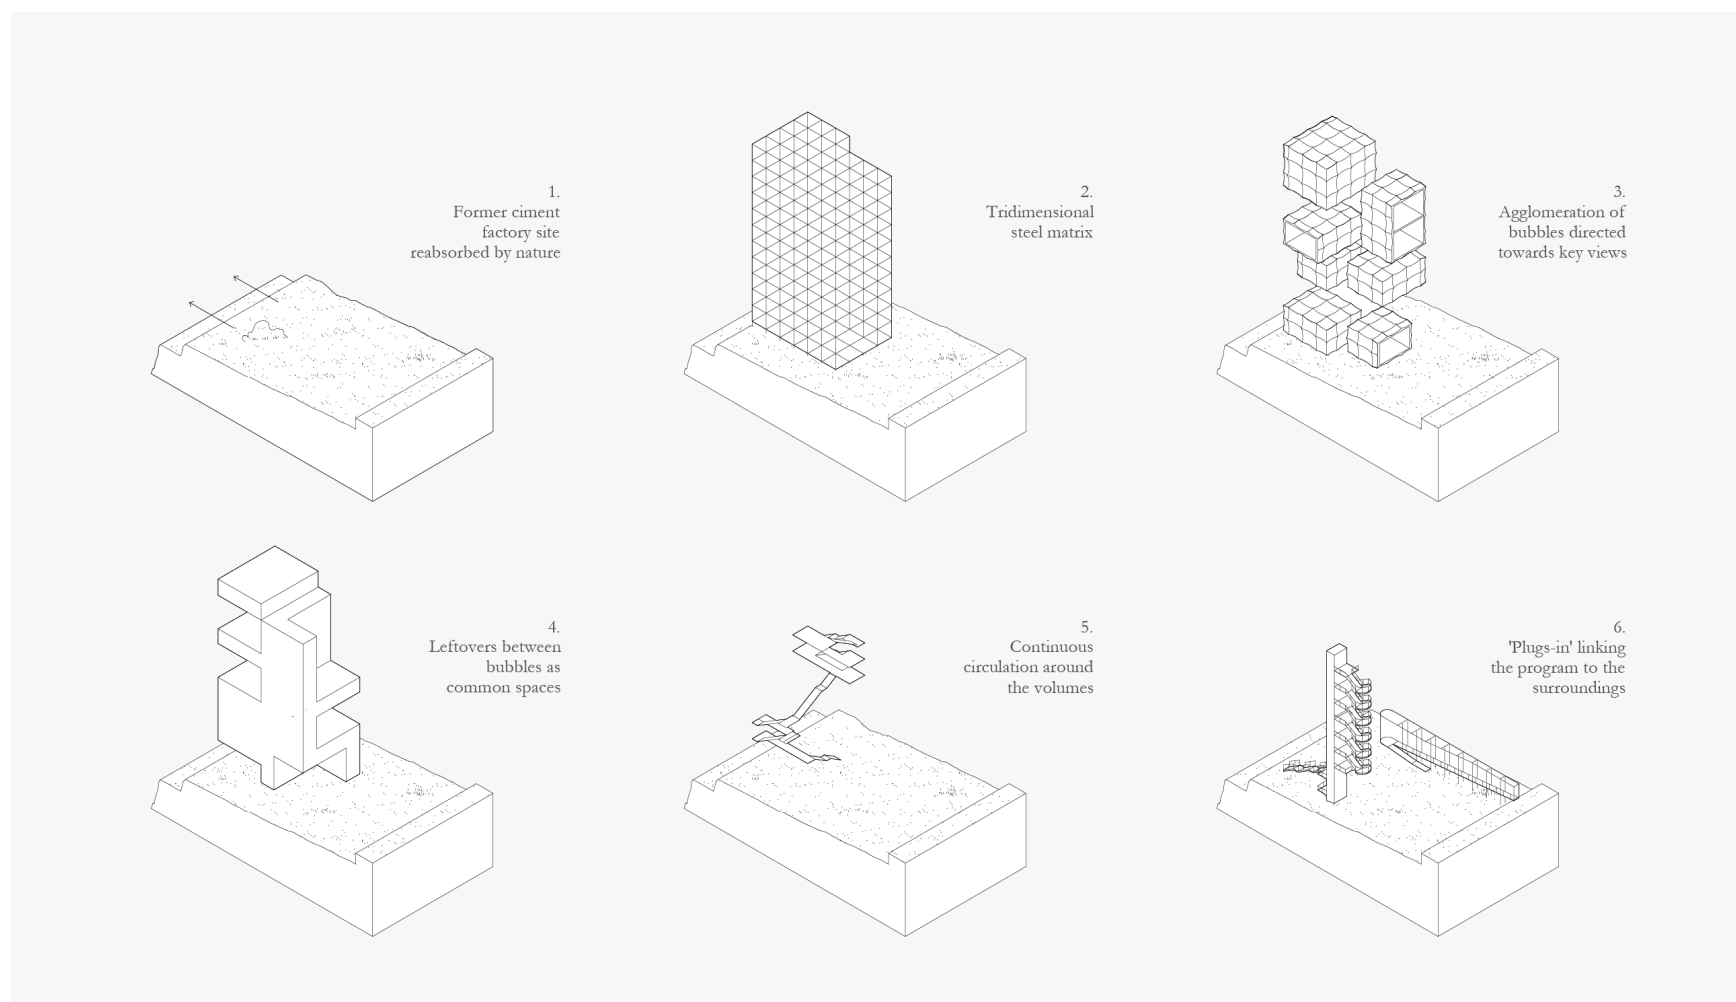 1.
Former ciment
factory site
reabsorbed by nature
2.
Tridimensional
steel matrix
3.
Agglomeration of
bubbles directed
towards key views
4.
Leftovers between
bubbles as
common spaces
5.
Continuous
circulation around
the volumes
6.
'Plugs-in' linking
the program to the
surroundings